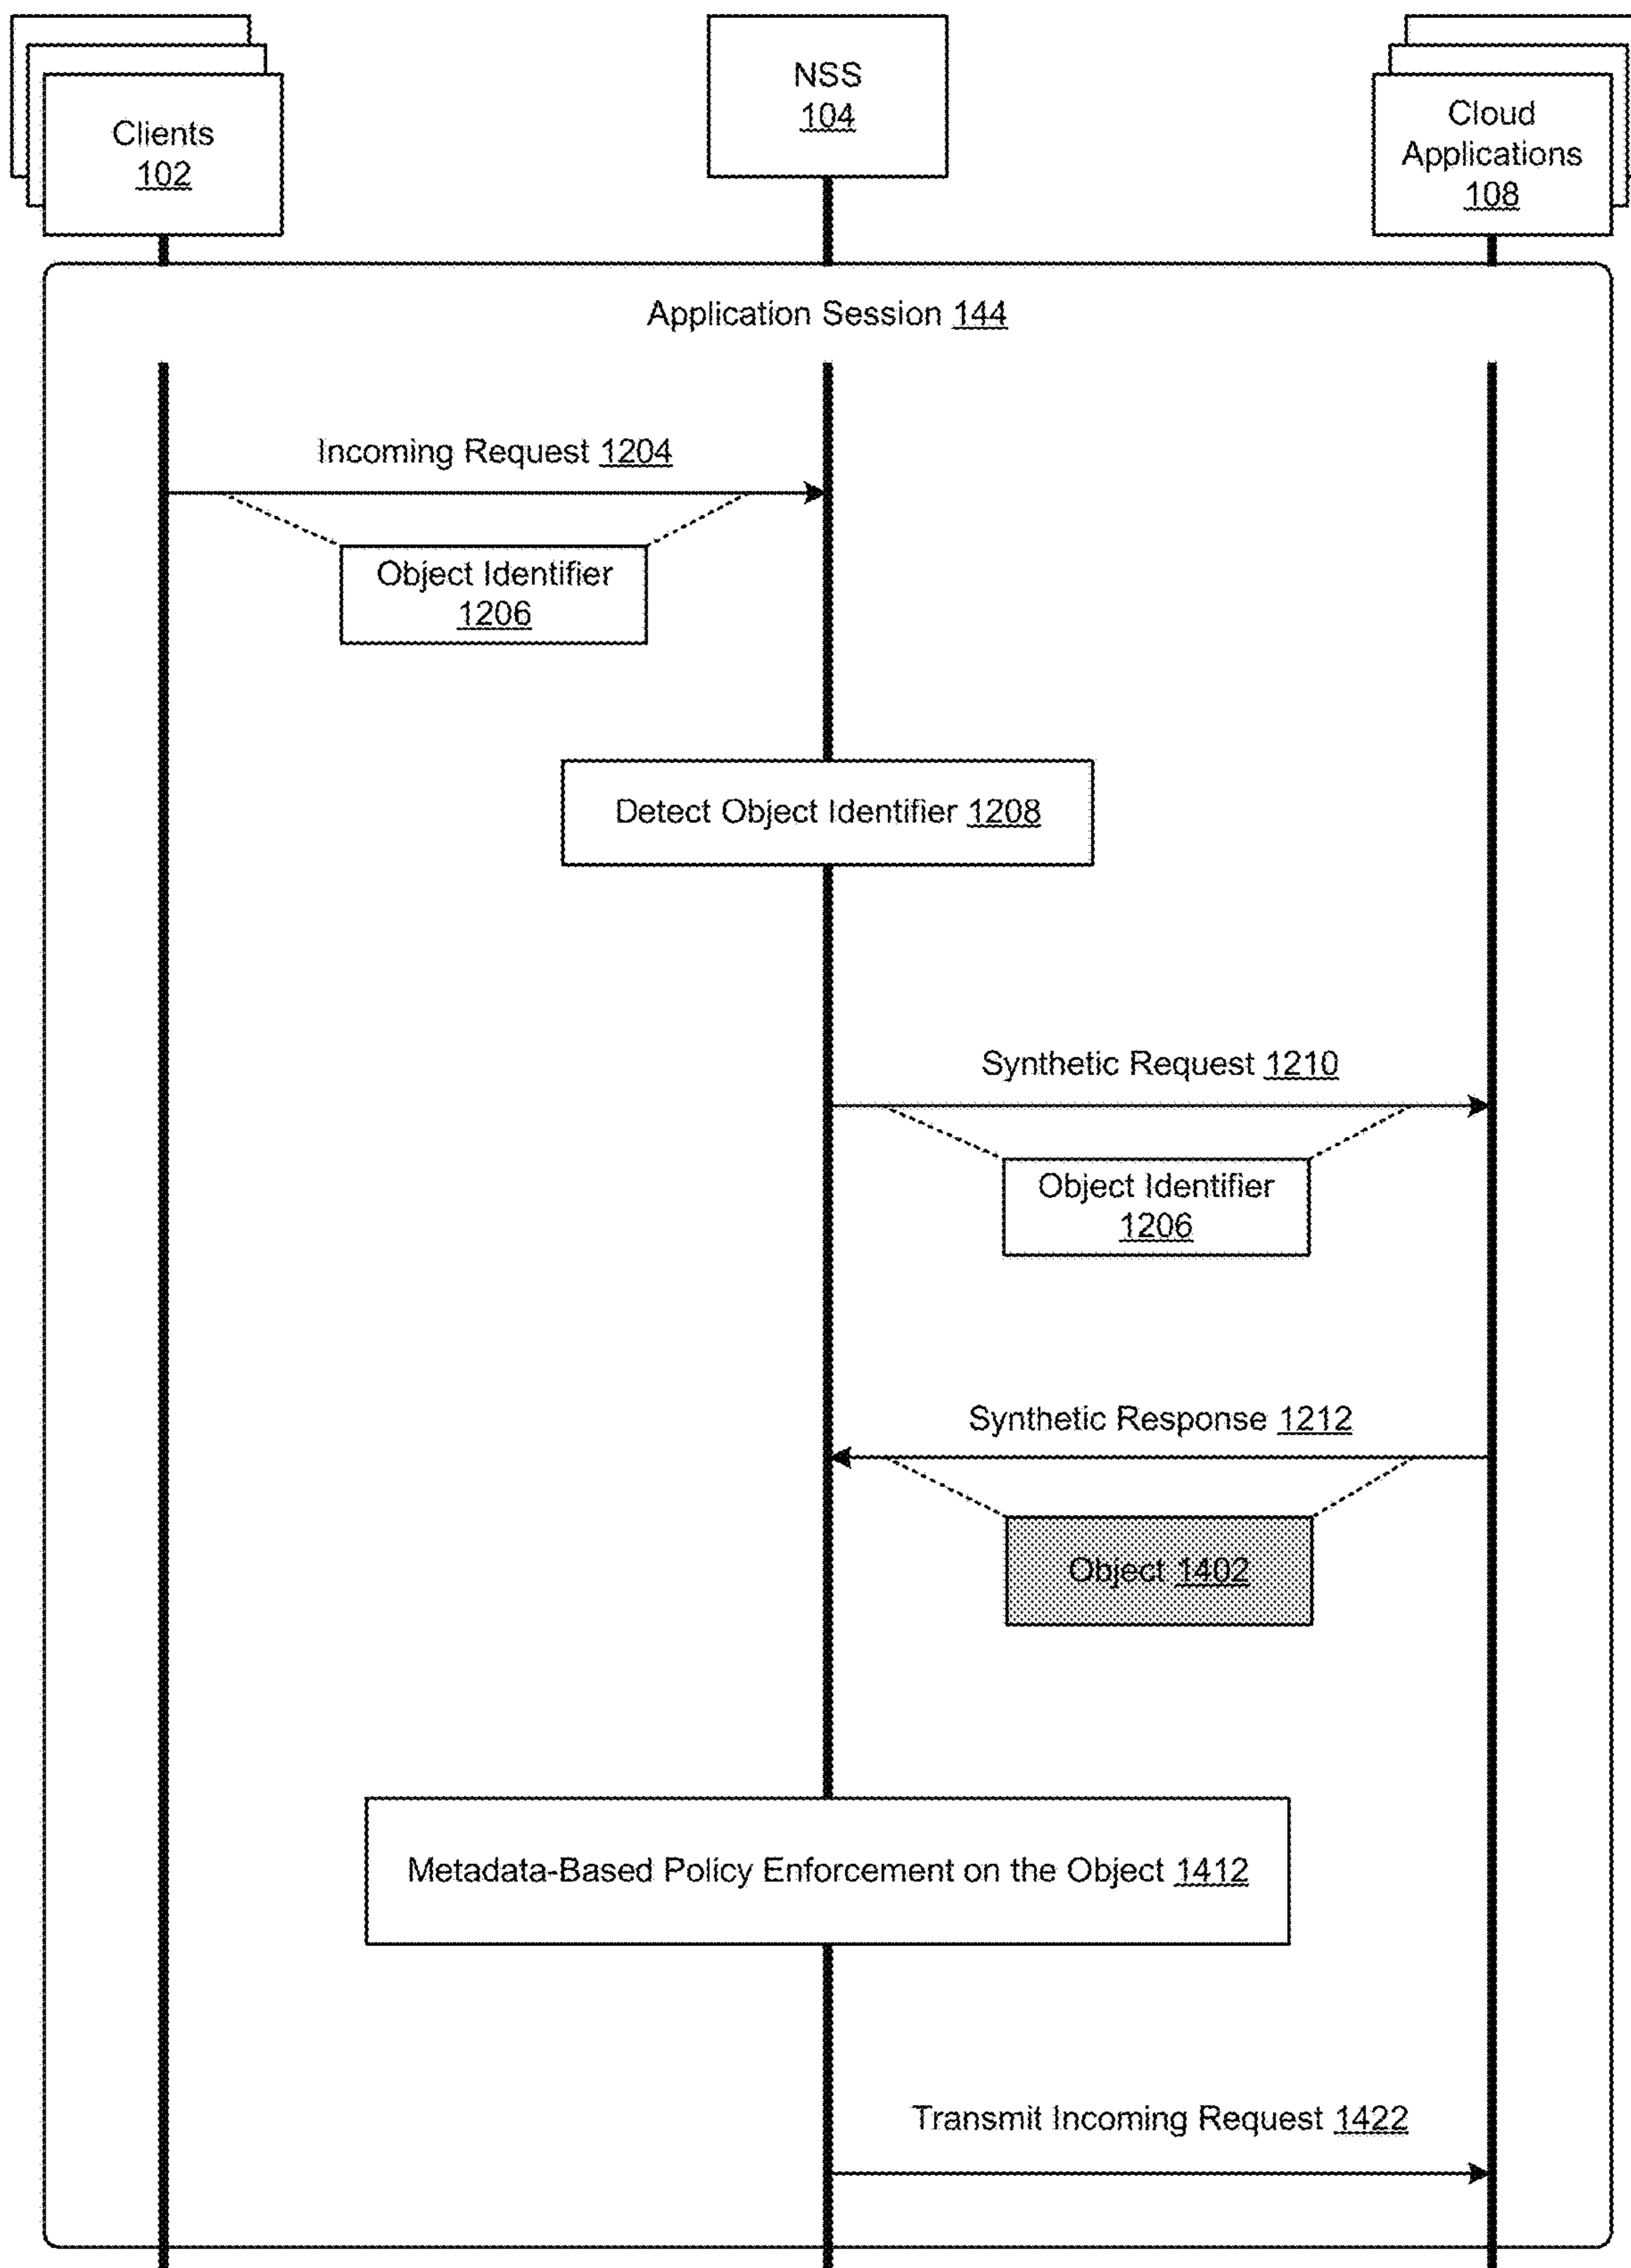 Clients
102
NSS
104
Cloud
Applications
108
Application Session 144
Incoming Request 1204
Object Identifier
1206
Detect Object Identifier 1208
Synthetic Request 1210
Object Identifier
1206
Synthetic Response 1212
Object 1402
Metadata-Based Policy Enforcement on the Object 1412
Transmit Incoming Request 1422